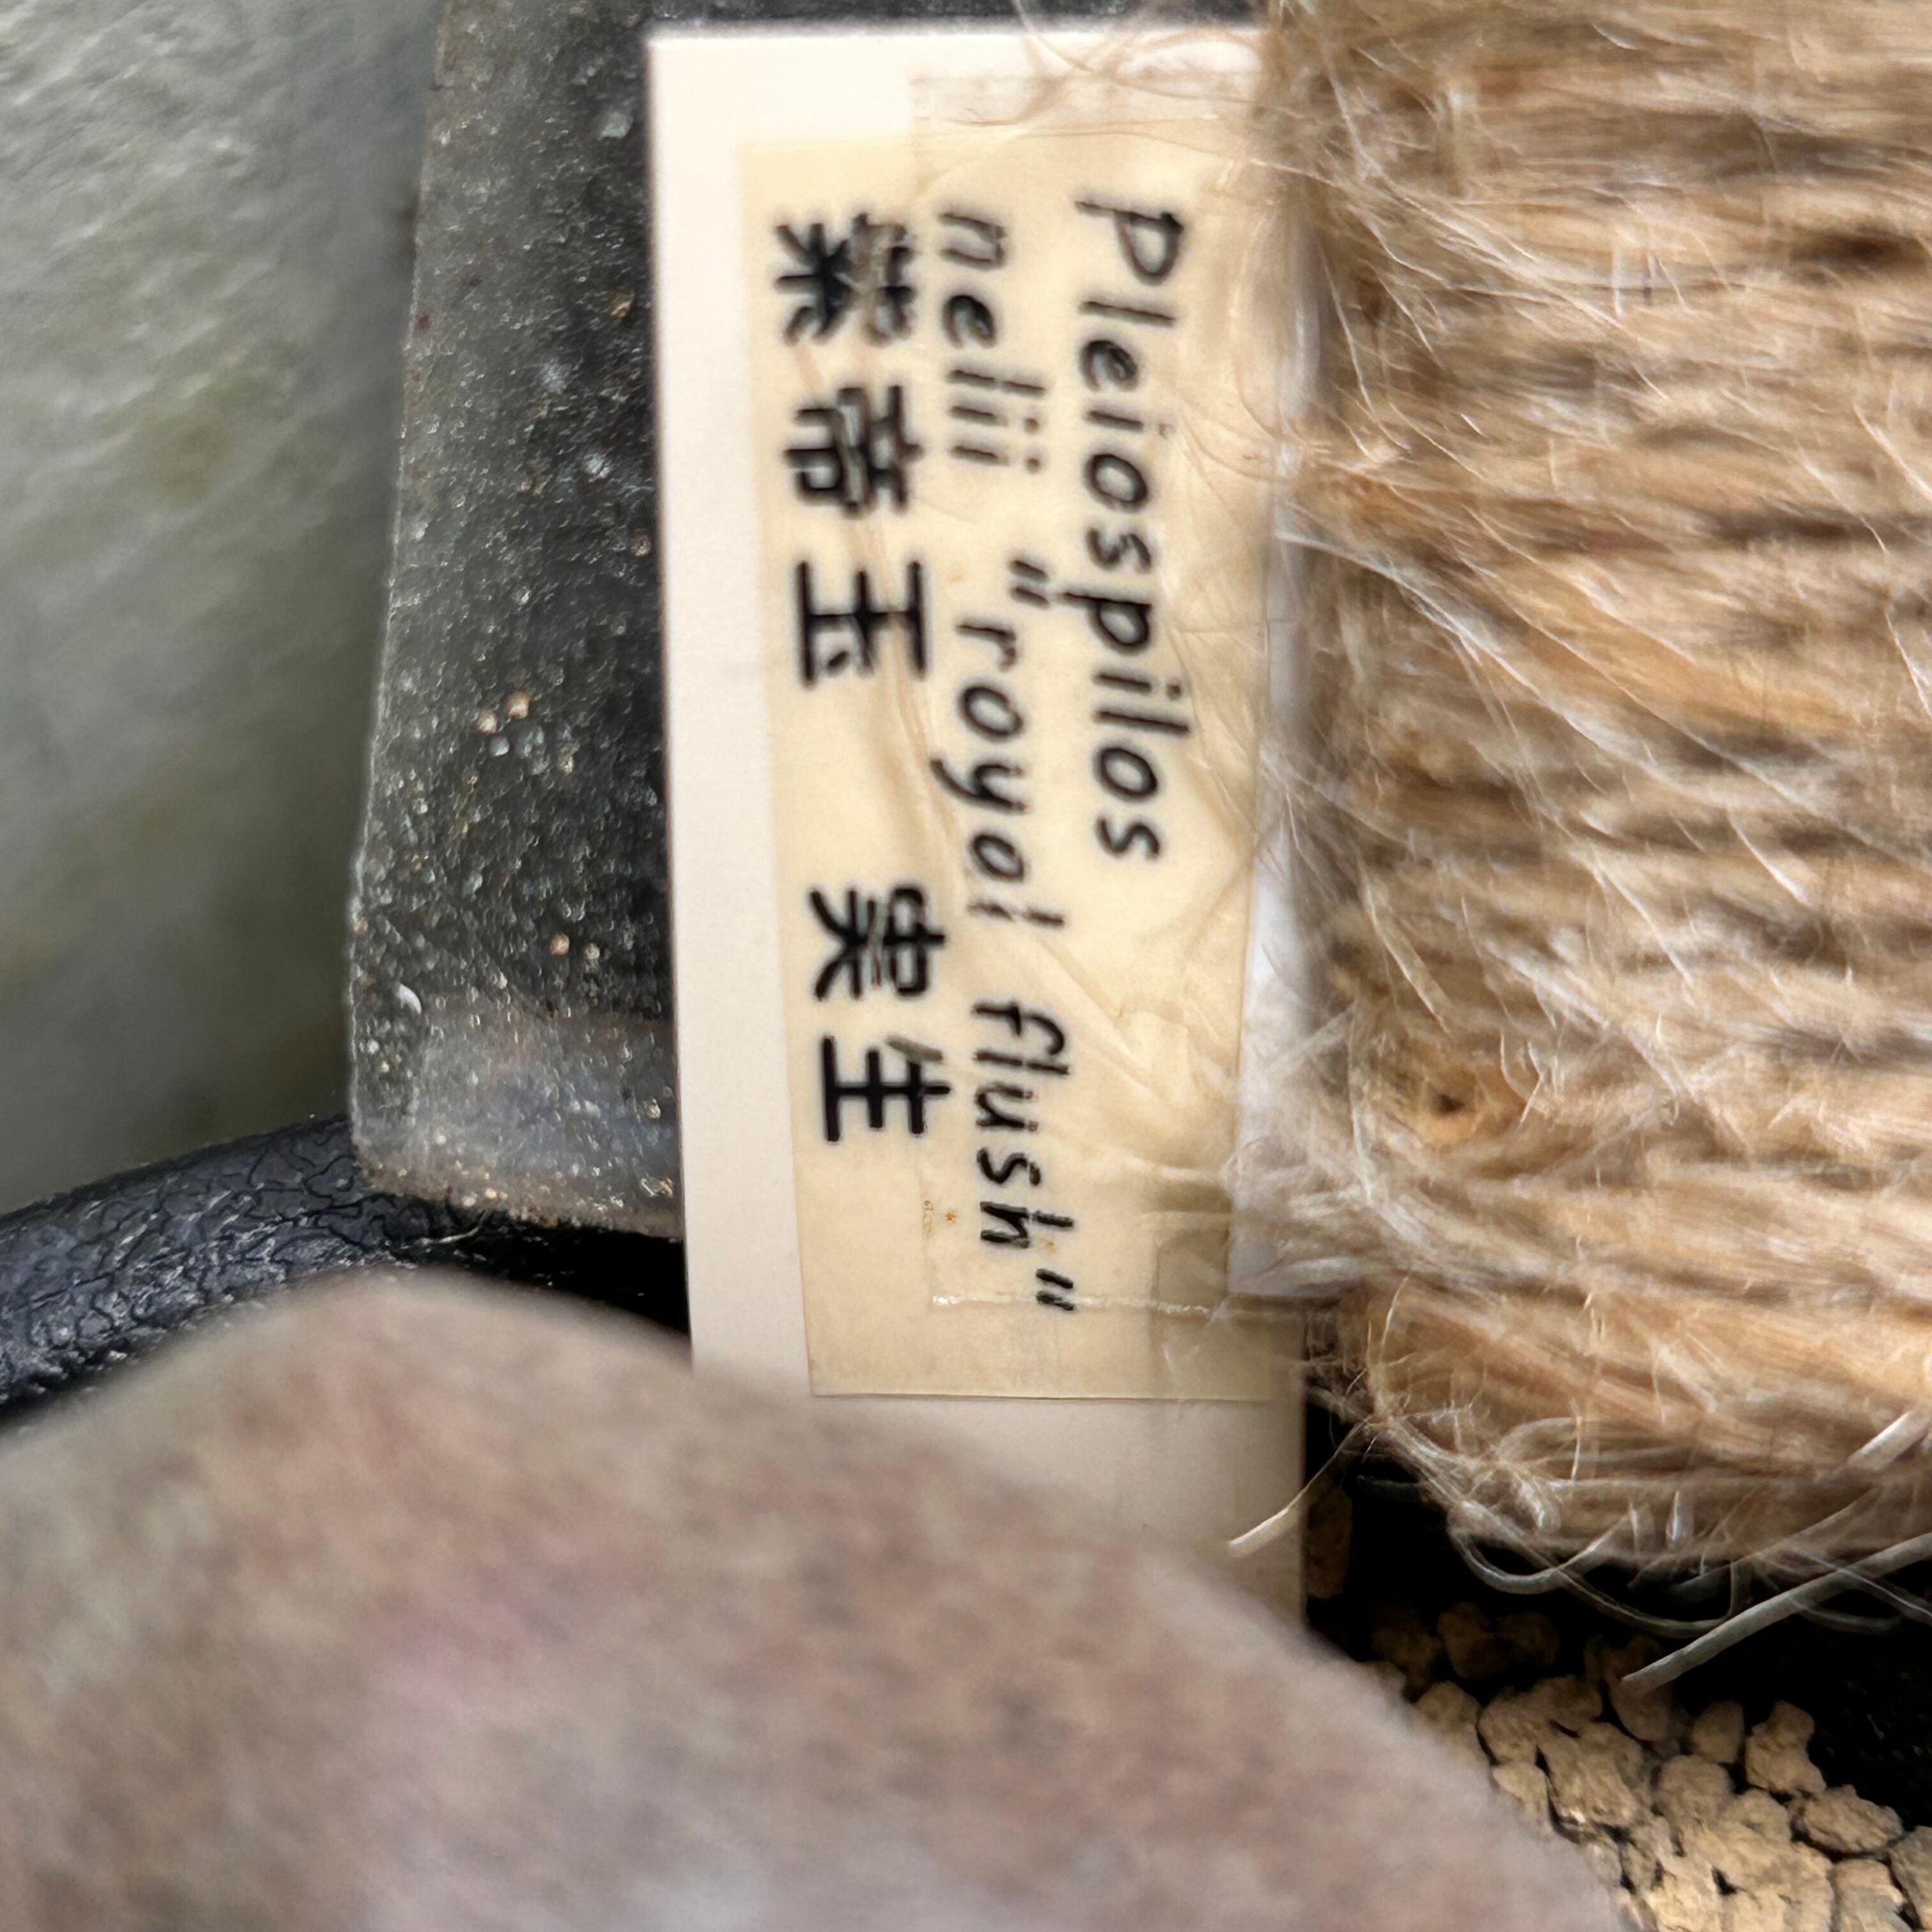 Pleiospilos
nelii "royal flush"
紫帝玉 実生